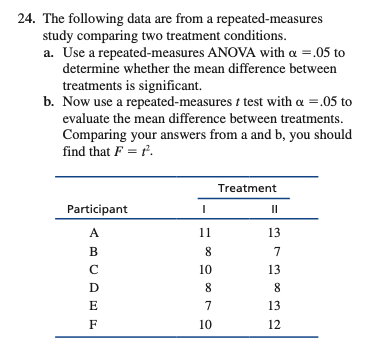 24. The following data are from a repeated-measures
study comparing two treatment conditions.
a. Use a repeated-measures ANOVA with α =.05 to
determine whether the mean difference between
treatments is significant.
b. Now use a repeated-measures t test with α =.05 to
evaluate the mean difference between treatments.
Comparing your answers from a and b, you should
find that F = t².
Treatment
Participant I II
A 11 13
B 8 7
C 10 13
D 8 8
E 7 13
F 10 12